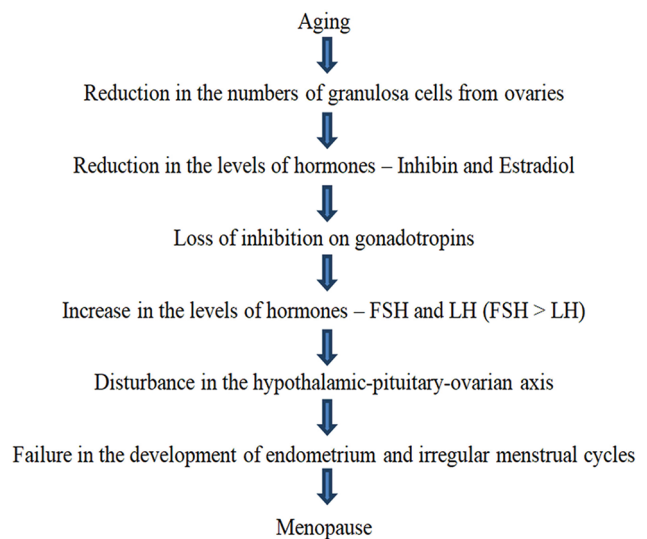 Aging
Reduction in the numbers of granulosa cells from ovaries
Reduction in the levels of hormones – Inhibin and Estradiol
Loss of inhibition on gonadotropins
Increase in the levels of hormones – FSH and LH (FSH > LH)
Disturbance in the hypothalamic-pituitary-ovarian axis
Failure in the development of endometrium and irregular menstrual cycles
Menopause